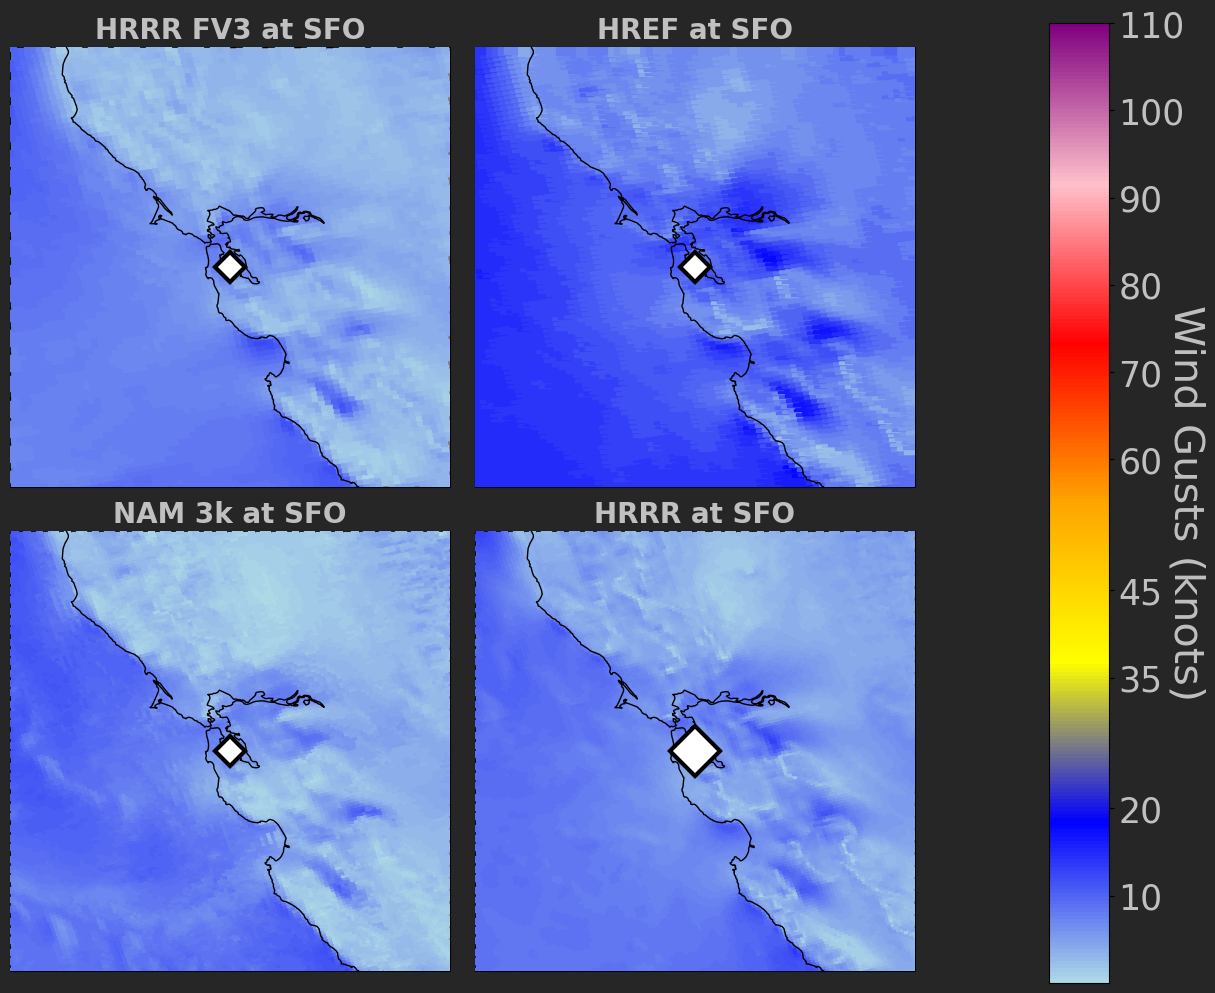 HRRR FV3 at SFO
HREF at SFO
NAM 3k at SFO
HRRR at SFO
110
100
90
80
70
60
45
35
20
10
Wind Gusts (knots)